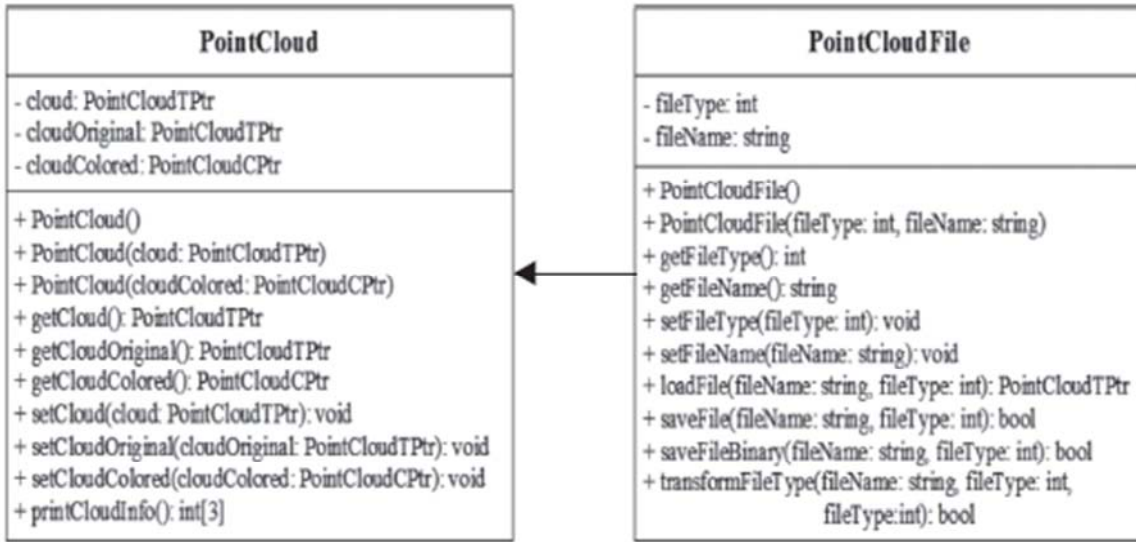 PointCloud
- cloud: PointCloudTPtr
- cloudOriginal: PointCloudTPtr
- cloudColored: PointCloudCPtr
+ PointCloud()
+ PointCloud(cloud: PointCloudTPtr)
+ PointCloud(cloudColored: PointCloudCPtr)
+ getCloud(): PointCloudTPtr
+ getCloudOriginal(): PointCloudTPtr
+ getCloudColored(): PointCloudCPtr
+ setCloud(cloud: PointCloudTPtr): void
+ setCloudOriginal(cloudOriginal: PointCloudTPtr): void
+ setCloudColored(cloudColored: PointCloudCPtr): void
+ printCloudInfo(): int[3]
PointCloudFile
- fileType: int
- fileName: string
+ PointCloudFile()
+ PointCloudFile(fileType: int, fileName: string)
+ getFileType(): int
+ getFileName(): string
+ setFileType(fileType: int): void
+ setFileName(fileName: string): void
+ loadFile(fileName: string, fileType: int): PointCloudTPtr
+ saveFile(fileName: string, fileType: int): bool
+ saveFileBinary(fileName: string, fileType: int): bool
+ transformFileType(fileName: string, fileType: int,
fileType:int): bool